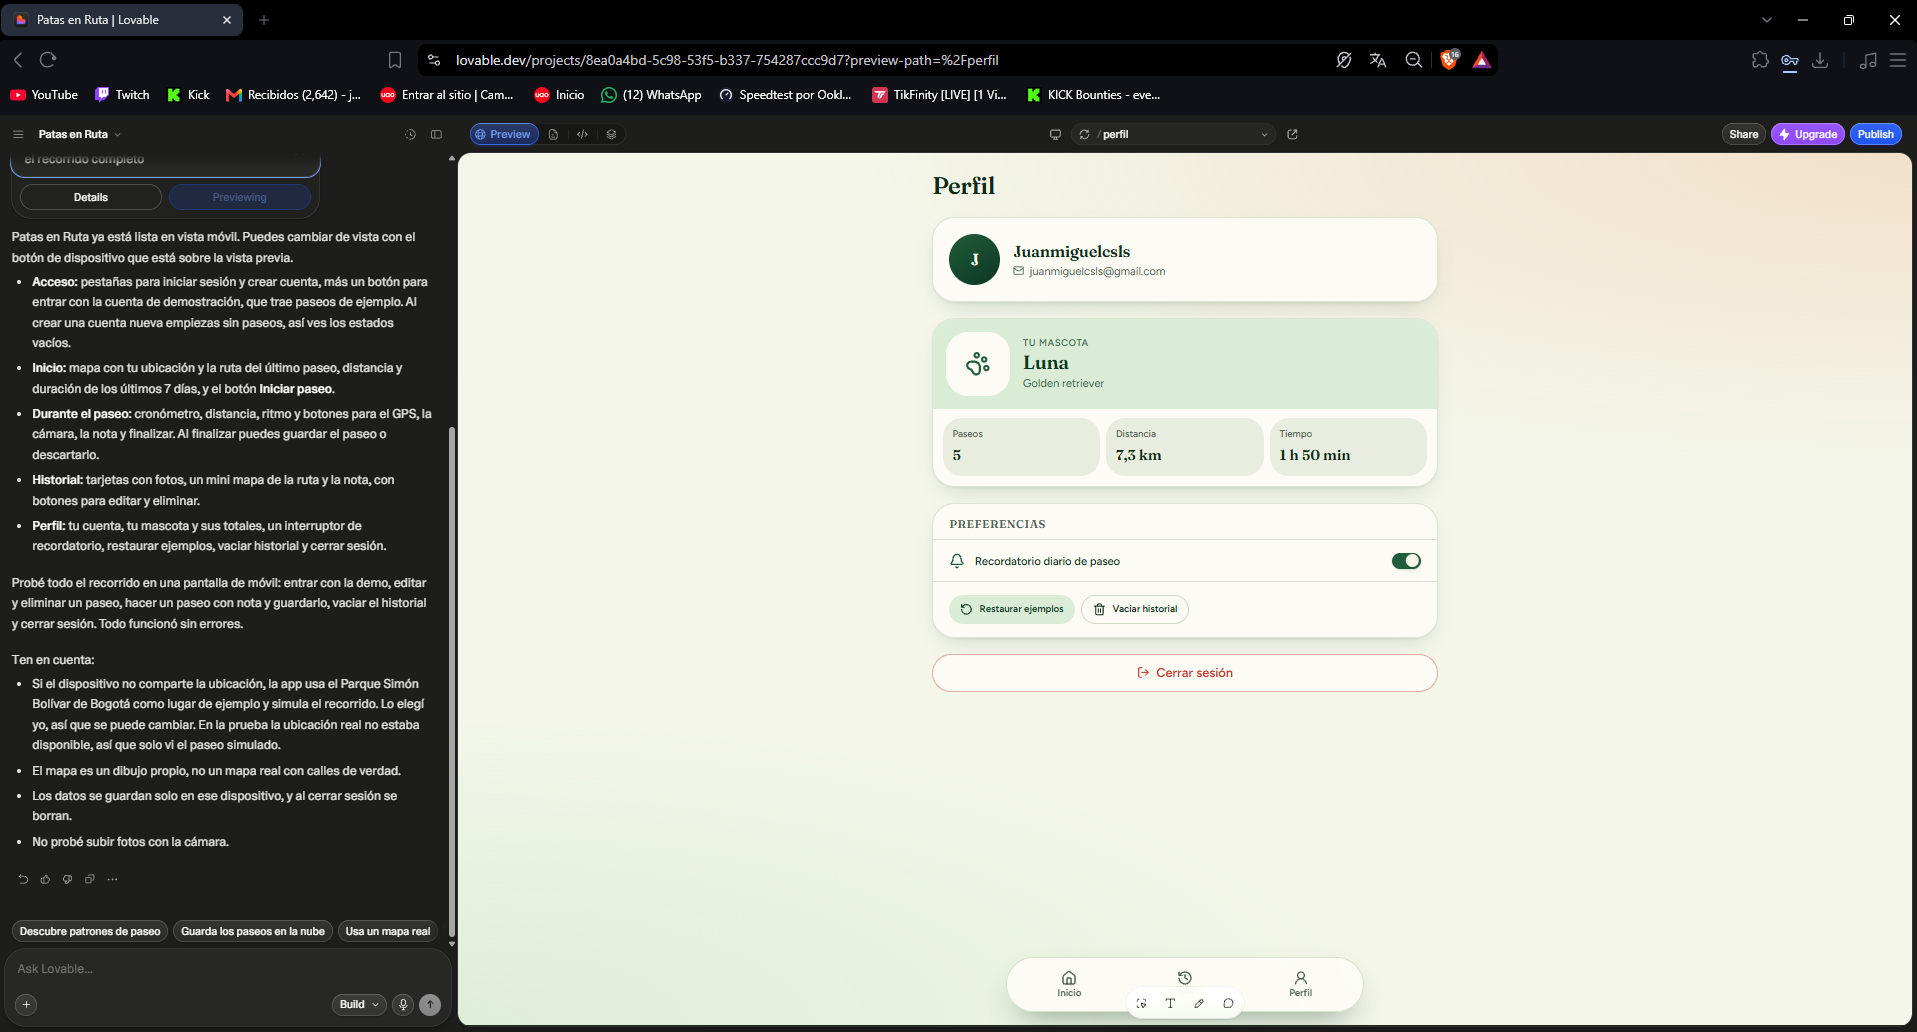 Patas en Ruta | Lovable
lovable.dev/projects/8ea0a4bd-5c98-53f5-b337-754287ccc9d7?preview-path=%2Fperfil
16
YouTube
Twitch
Kick
Recibidos (2,642) - j...
Entrar al sitio | Cam...
Inicio
(12) WhatsApp
Speedtest por Ookl...
TikFinity [LIVE] [1 Vi...
KICK Bounties - eve...
Patas en Ruta
Preview
/ perfil
Share
Upgrade
Publish
el recorrido completo
Details
Previewing
Patas en Ruta ya está lista en vista móvil. Puedes cambiar de vista con el
botón de dispositivo que está sobre la vista previa.
• Acceso: pestañas para iniciar sesión y crear cuenta, más un botón para
entrar con la cuenta de demostración, que trae paseos de ejemplo. Al
crear una cuenta nueva empiezas sin paseos, así ves los estados
vacíos.
• Inicio: mapa con tu ubicación y la ruta del último paseo, distancia y
duración de los últimos 7 días, y el botón Iniciar paseo.
• Durante el paseo: cronómetro, distancia, ritmo y botones para el GPS, la
cámara, la nota y finalizar. Al finalizar puedes guardar el paseo o
descartarlo.
• Historial: tarjetas con fotos, un mini mapa de la ruta y la nota, con
botones para editar y eliminar.
• Perfil: tu cuenta, tu mascota y sus totales, un interruptor de
recordatorio, restaurar ejemplos, vaciar historial y cerrar sesión.
Probé todo el recorrido en una pantalla de móvil: entrar con la demo, editar
y eliminar un paseo, hacer un paseo con nota y guardarlo, vaciar el historial
y cerrar sesión. Todo funcionó sin errores.
Ten en cuenta:
• Si el dispositivo no comparte la ubicación, la app usa el Parque Simón
Bolívar de Bogotá como lugar de ejemplo y simula el recorrido. Lo elegí
yo, así que se puede cambiar. En la prueba la ubicación real no estaba
disponible, así que solo vi el paseo simulado.
• El mapa es un dibujo propio, no un mapa real con calles de verdad.
• Los datos se guardan solo en ese dispositivo, y al cerrar sesión se
borran.
• No probé subir fotos con la cámara.
Descubre patrones de paseo
Guarda los paseos en la nube
Usa un mapa real
Ask Lovable...
Build
Perfil
J
Juanmiguelcsls
juanmiguelcsls@gmail.com
TU MASCOTA
Luna
Golden retriever
Paseos
5
Distancia
7,3 km
Tiempo
1 h 50 min
PREFERENCIAS
Recordatorio diario de paseo
Restaurar ejemplos
Vaciar historial
Cerrar sesión
Inicio
Perfil